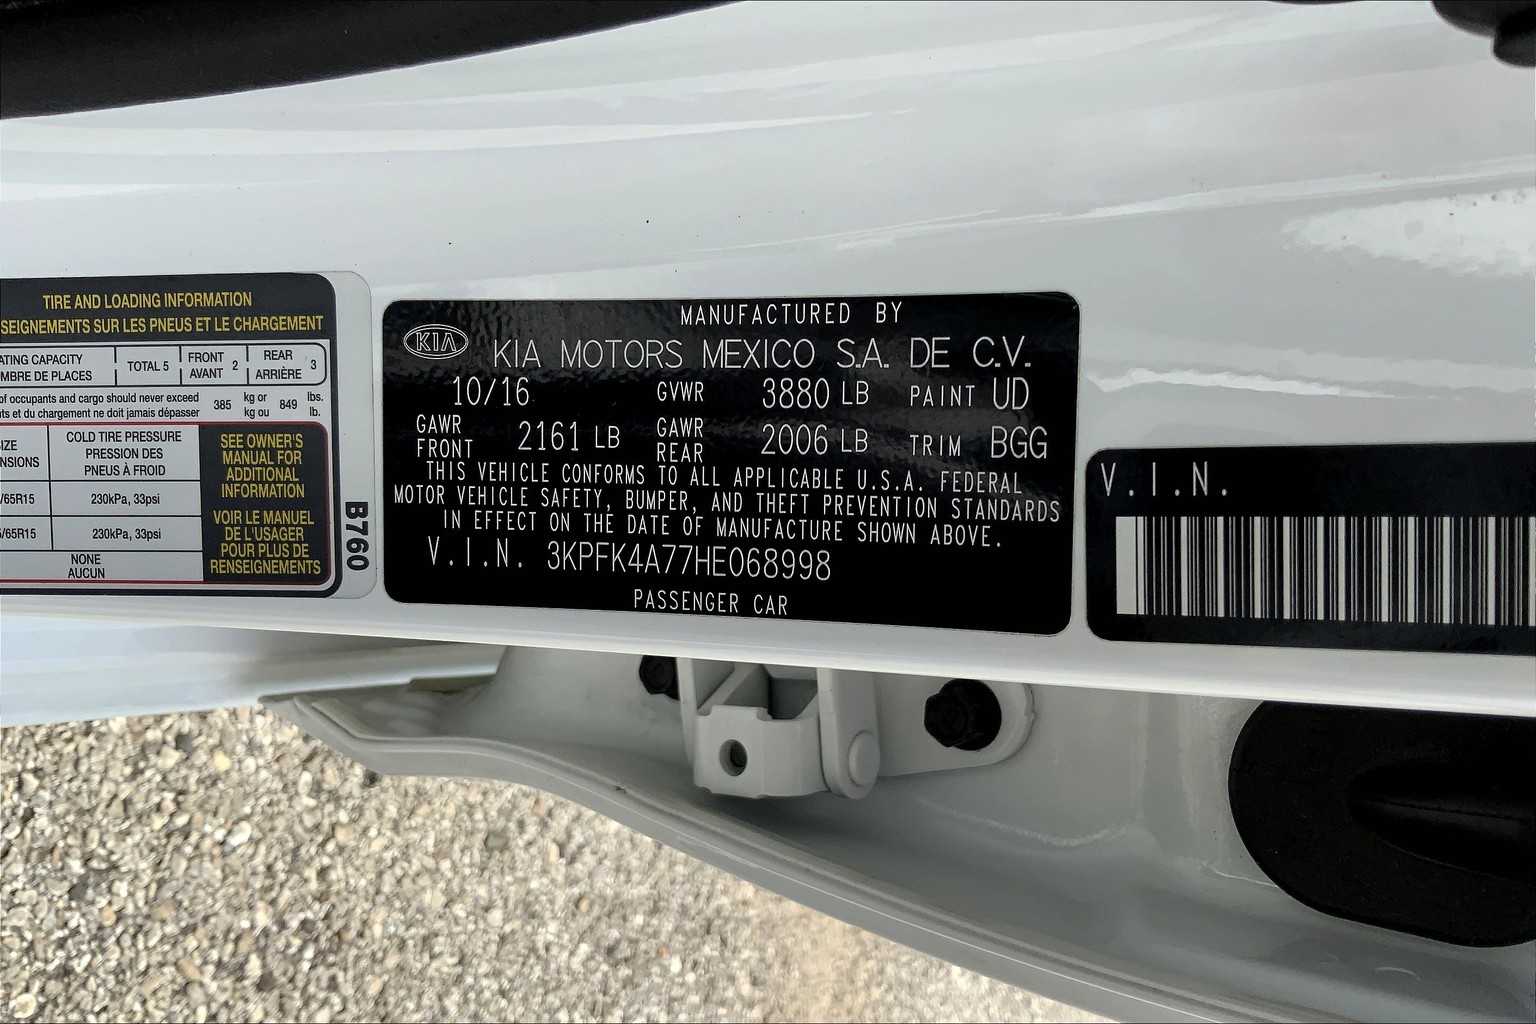 TIRE AND LOADING INFORMATION
SEIGNEMENTS SUR LES PNEUS ET LE CHARGEMENT
ATING CAPACITY TOTAL 5 FRONT 2 REAR 3
MBRE DE PLACES AVANT ARRIÈRE
of occupants and cargo should never exceed 385 kg or 849 lbs.
ts et du chargement ne doit jamais dépasser kg ou lb.
IZE COLD TIRE PRESSURE
NSIONS PRESSION DES
PNEUS À FROID
/65R15 230kPa, 33psi
5/65R15 230kPa, 33psi
NONE
AUCUN
SEE OWNER'S
MANUAL FOR
ADDITIONAL
INFORMATION
VOIR LE MANUEL
DE L'USAGER
POUR PLUS DE
RENSEIGNEMENTS
B760
MANUFACTURED BY
KIA KIA MOTORS MEXICO S.A. DE C.V.
10/16 GVWR 3880 LB PAINT UD
GAWR FRONT 2161 LB GAWR REAR 2006 LB TRIM BGG
THIS VEHICLE CONFORMS TO ALL APPLICABLE U.S.A. FEDERAL
MOTOR VEHICLE SAFETY, BUMPER, AND THEFT PREVENTION STANDARDS
IN EFFECT ON THE DATE OF MANUFACTURE SHOWN ABOVE.
V.I.N. 3KPFK4A77HE068998
PASSENGER CAR
V.I.N.